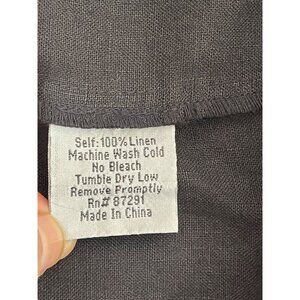 Self: 100% Linen
Machine Wash Cold
No Bleach
Tumble Dry Low
Remove Promptly
Rn# 87291
Made In China